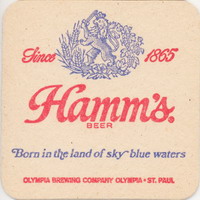 Since 1865
Hamm's®
BEER
Born in the land of sky blue waters
OLYMPIA BREWING COMPANY OLYMPIA • ST. PAUL